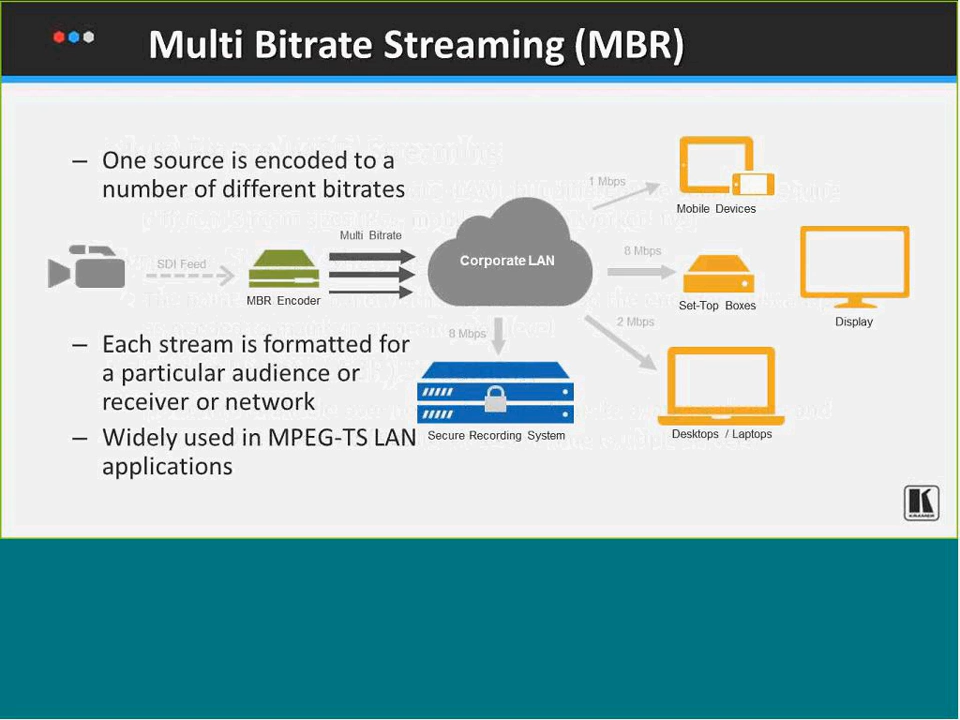 Multi Bitrate Streaming (MBR)
– One source is encoded to a
number of different bitrates
1 Mbps
Mobile Devices
Multi Bitrate
SDI Feed
MBR Encoder
Corporate LAN
8 Mbps
Set-Top Boxes
Display
8 Mbps
2 Mbps
– Each stream is formatted for
a particular audience or
receiver or network
– Widely used in MPEG-TS LAN
applications
Secure Recording System
Desktops / Laptops
K
KRAMER